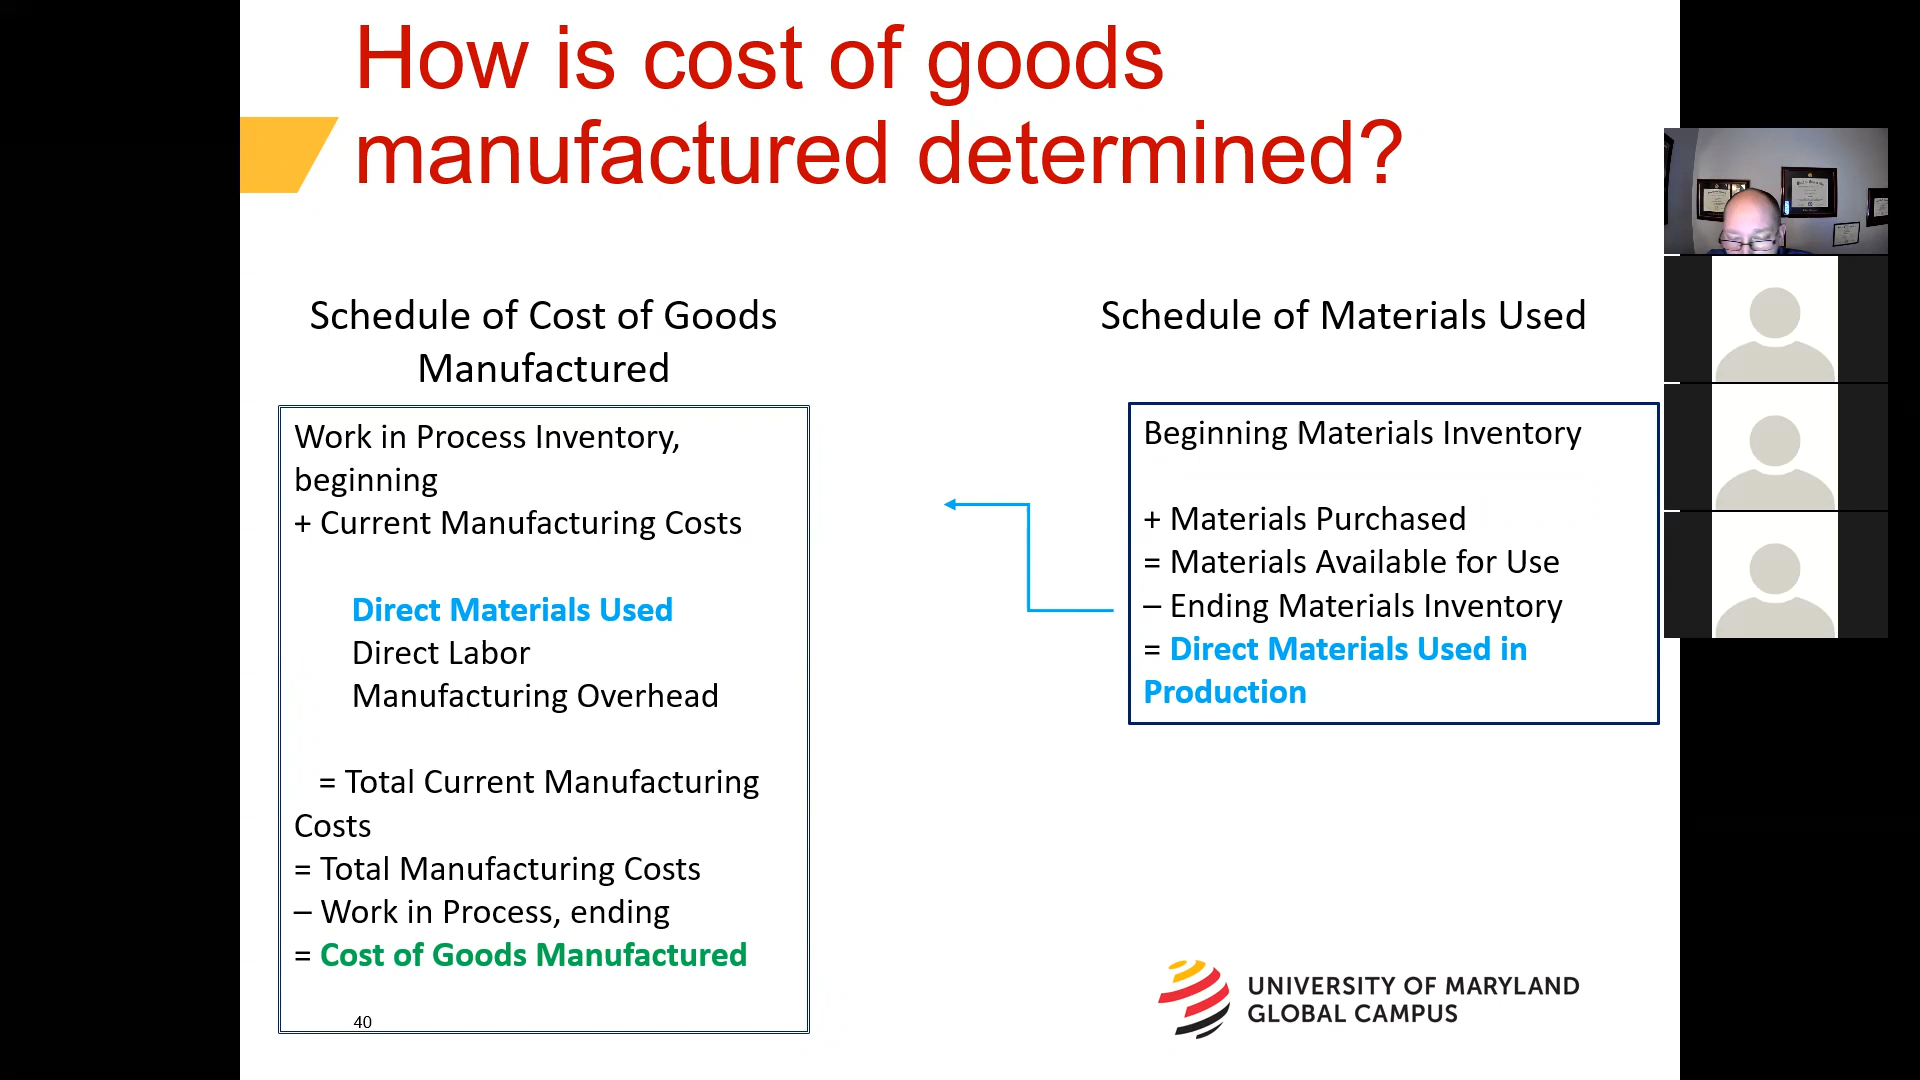 How is cost of goods
manufactured determined?
Schedule of Cost of Goods
Manufactured
Work in Process Inventory,
beginning
+ Current Manufacturing Costs
Direct Materials Used
Direct Labor
Manufacturing Overhead
= Total Current Manufacturing
Costs
= Total Manufacturing Costs
– Work in Process, ending
= Cost of Goods Manufactured
40
Schedule of Materials Used
Beginning Materials Inventory
+ Materials Purchased
= Materials Available for Use
– Ending Materials Inventory
= Direct Materials Used in
Production
UNIVERSITY OF MARYLAND
GLOBAL CAMPUS